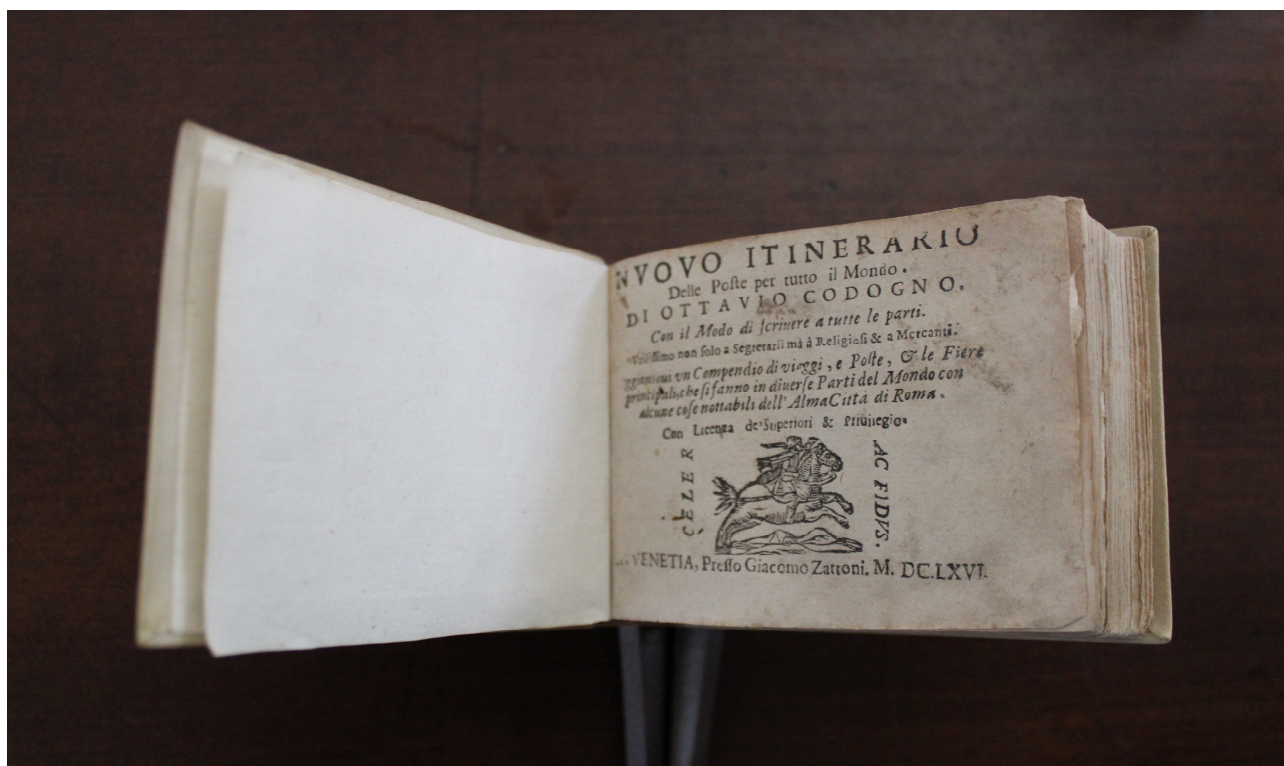 NVOVO ITINERARIO
Delle Poſte per tutto il Mondo.
DI OTTAVIO CODOGNO.
Con il Modo di ſcriuere a tutte le parti.
non ſolo a Segretarii mà à Religioſi & a Mercanti.
vn Compendio di viaggi, e Poſte, & le Fiere
principali, che ſi fanno in diuerſe Parti del Mondo con
alcune coſe nottabili dell'Alma Città di Roma.
Con Licenza de' Superiori & Priuilegio.
CELER
AC FIDVS.
VENETIA, Preſſo Giacomo Zattoni. M. DC.LXVI.